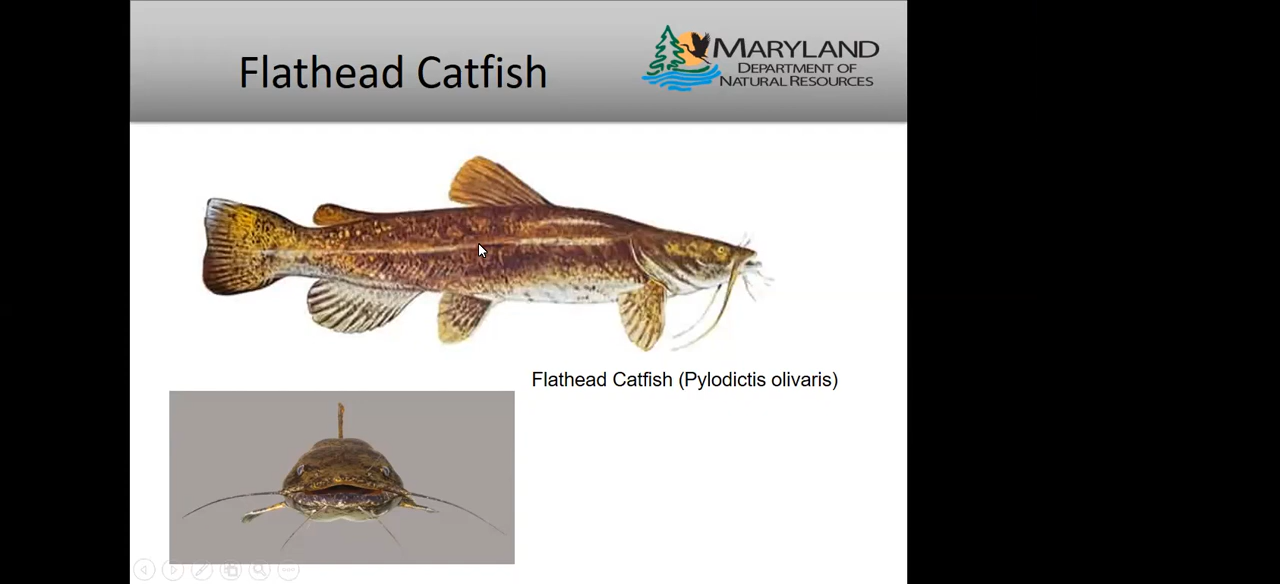 Flathead Catfish
MARYLAND
DEPARTMENT OF
NATURAL RESOURCES
Flathead Catfish (Pylodictis olivaris)